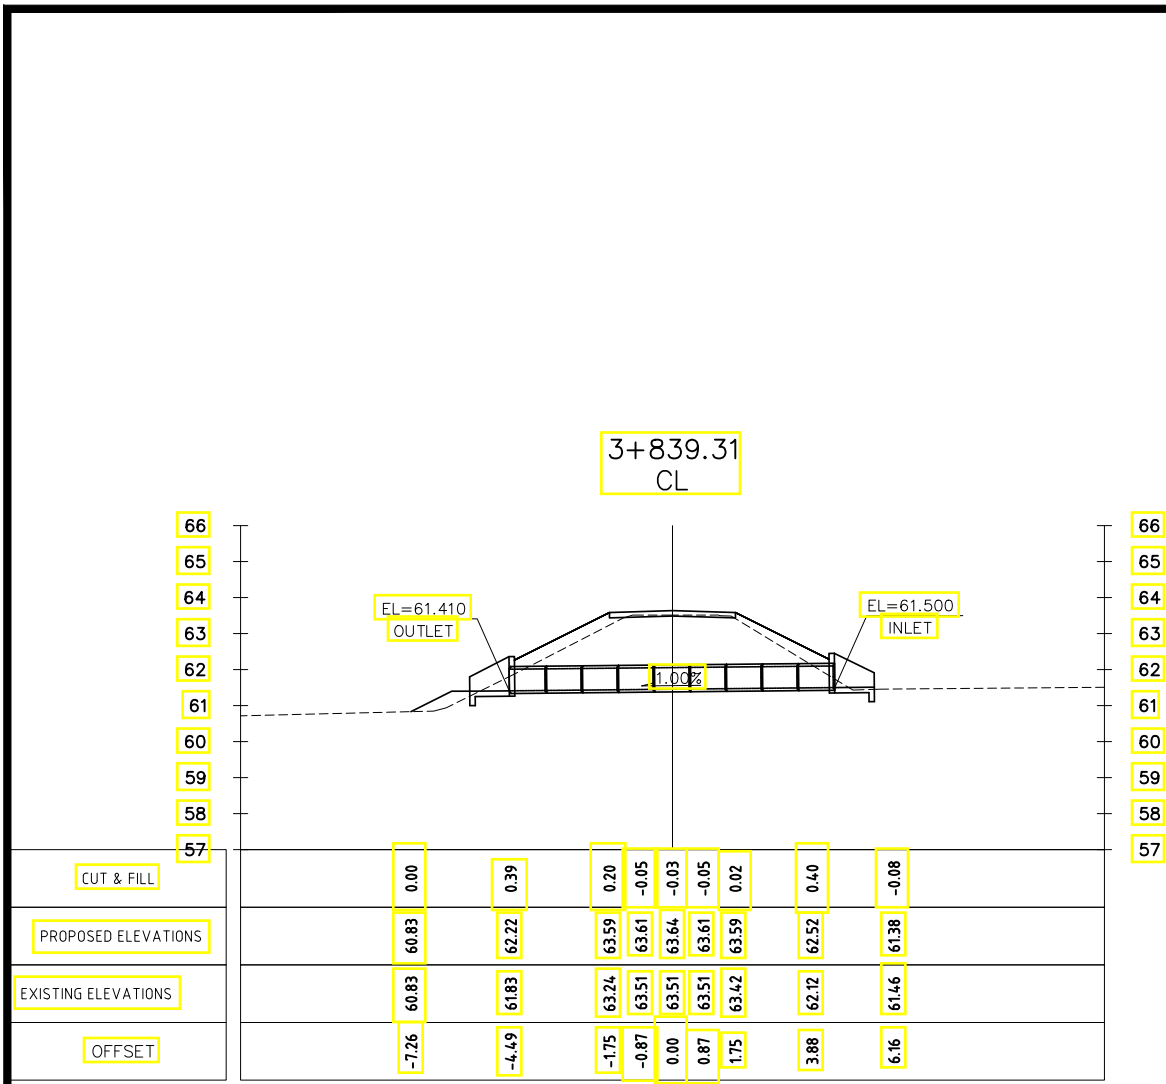 3+839.31
CL
66 66
65 65
64 64
EL=61.410 EL=61.500
63 OUTLET INLET 63
62 1.00% 62
61 61
60 60
59 59
58 58
57 57
CUT & FILL 0.00 0.39 0.20 -0.05 -0.03 -0.05 0.02 0.40 -0.08
PROPOSED ELEVATIONS 60.83 62.22 63.59 63.61 63.64 63.61 63.59 62.52 61.38
EXISTING ELEVATIONS 60.83 61.83 63.24 63.51 63.51 63.51 63.42 62.12 61.46
OFFSET -7.26 -4.49 -1.75 -0.87 0.00 0.87 1.75 3.88 6.16